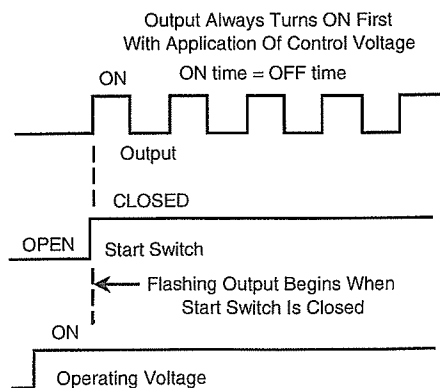 Output Always Turns ON First
With Application Of Control Voltage
ON
ON time = OFF time
Output
CLOSED
OPEN
Start Switch
Flashing Output Begins When
Start Switch Is Closed
ON
Operating Voltage